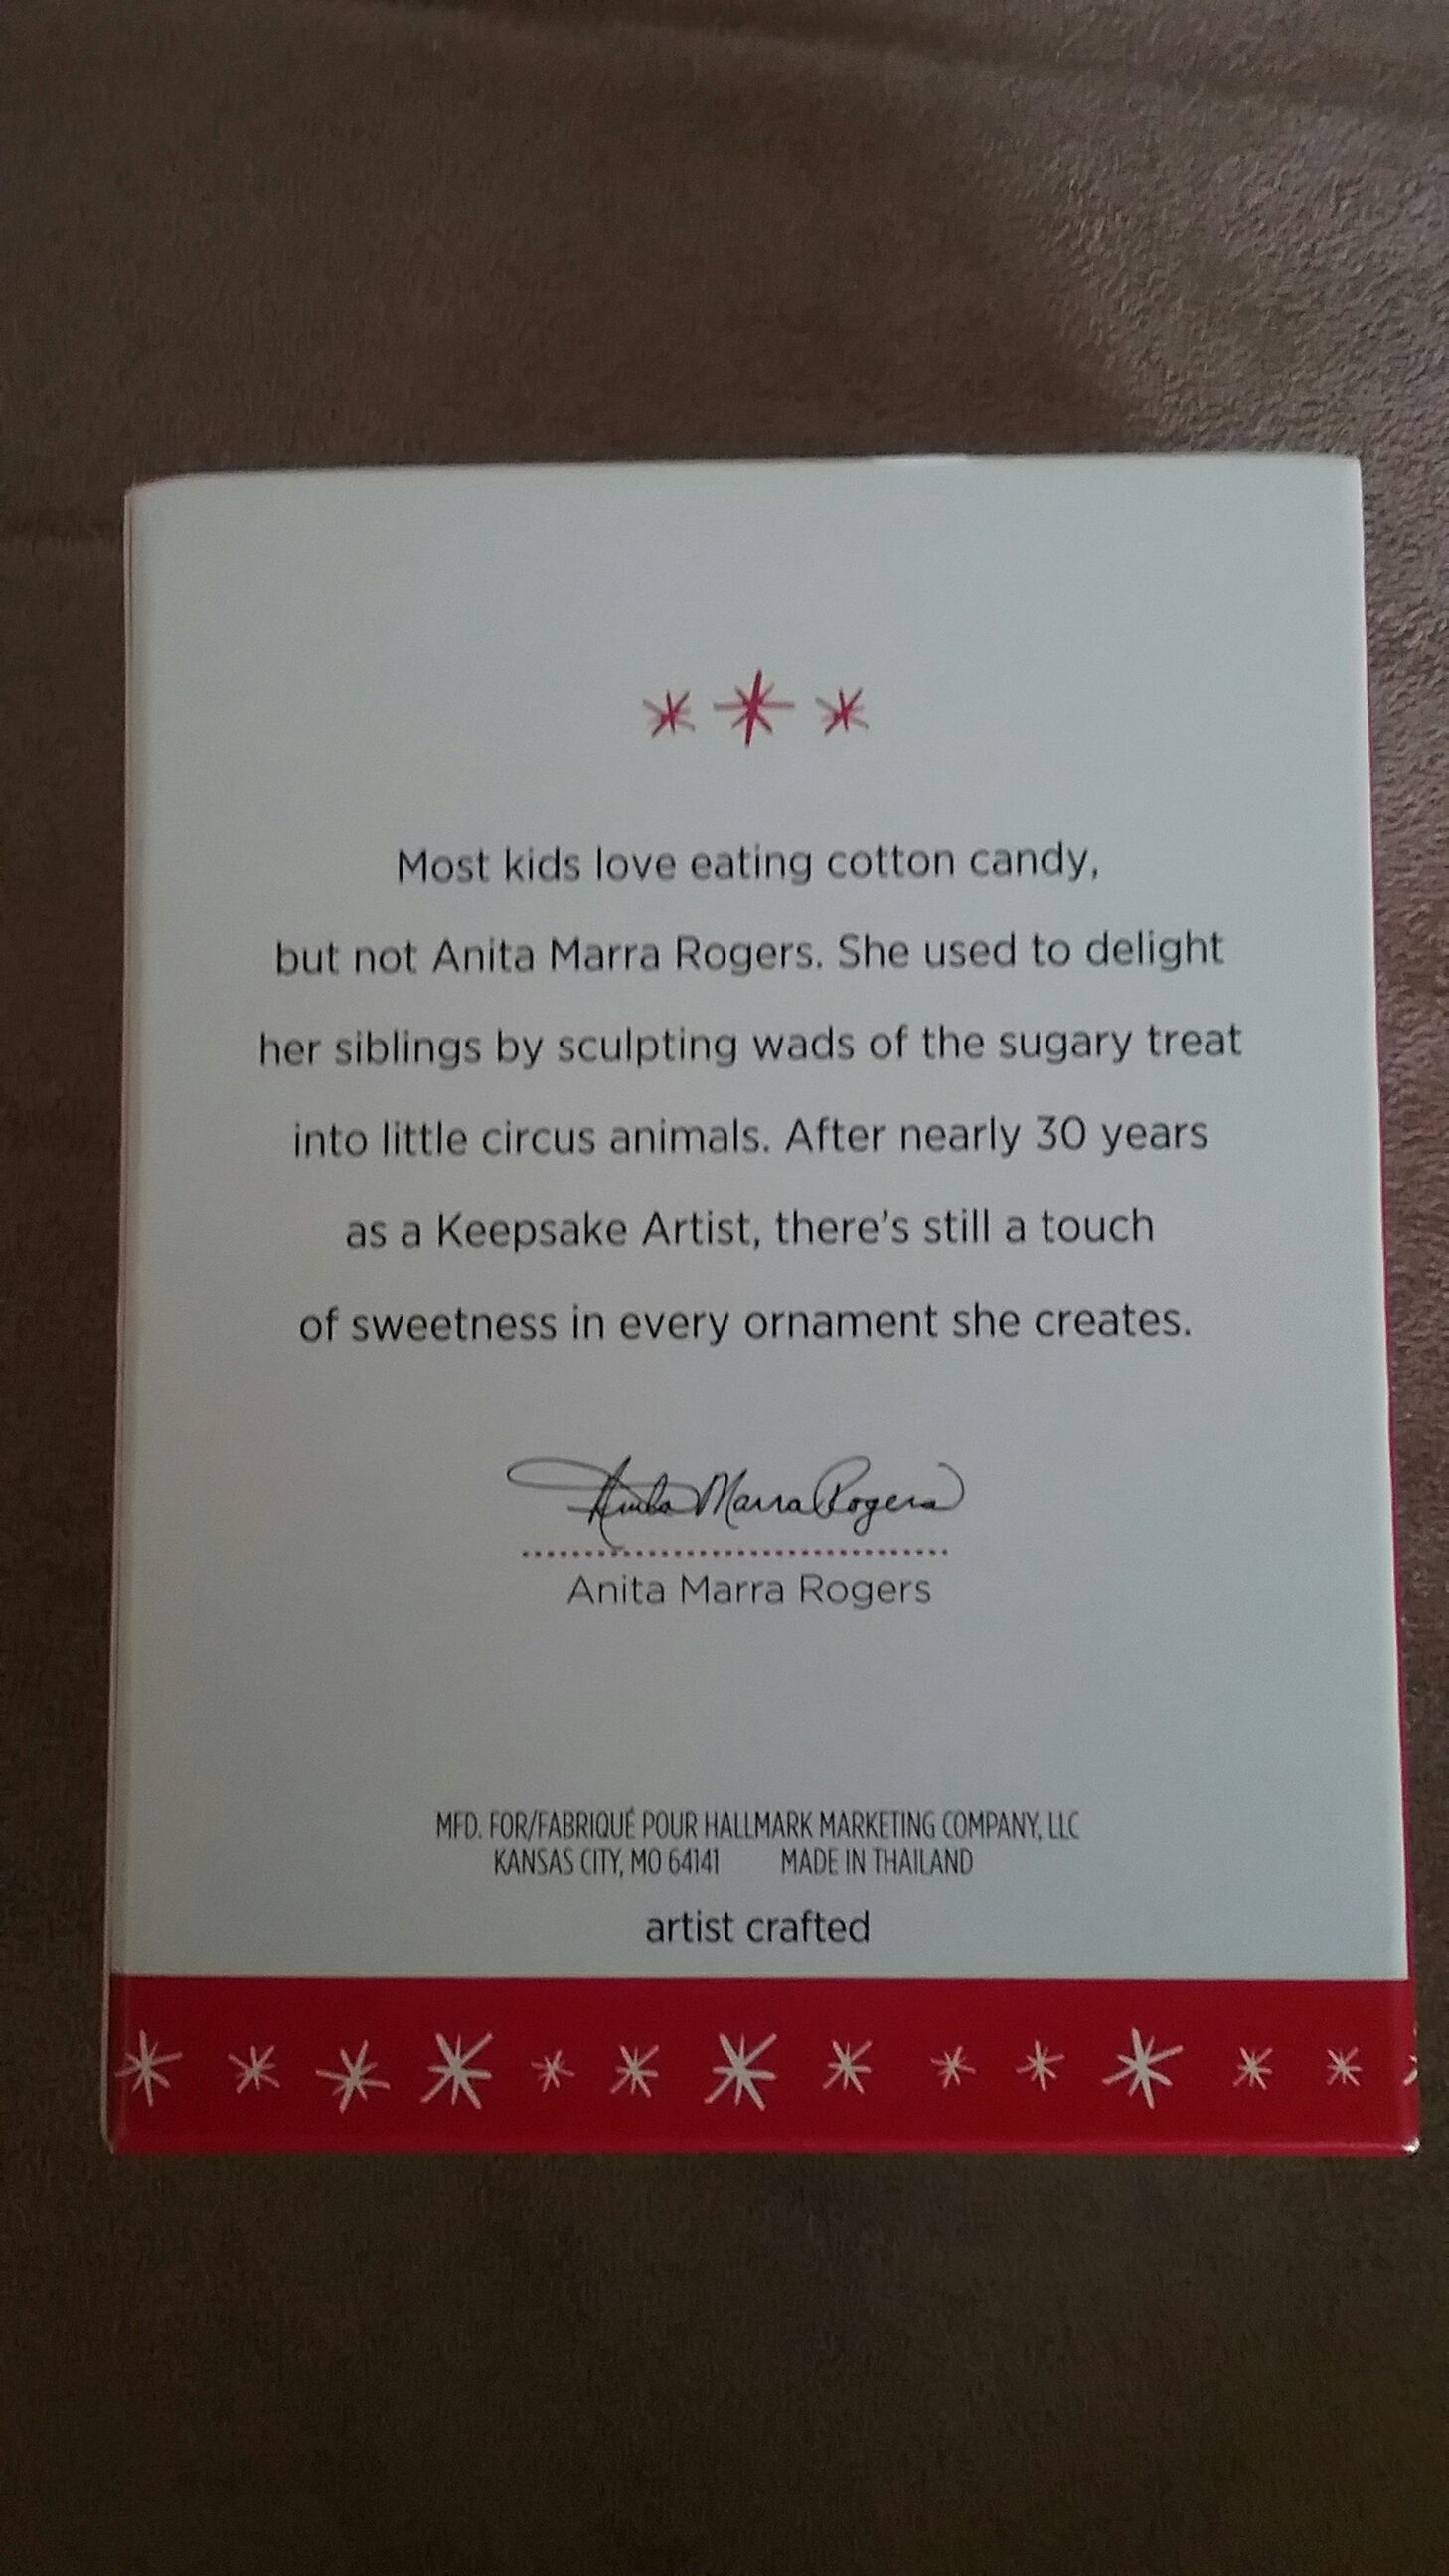 Most kids love eating cotton candy,
but not Anita Marra Rogers. She used to delight
her siblings by sculpting wads of the sugary treat
into little circus animals. After nearly 30 years
as a Keepsake Artist, there's still a touch
of sweetness in every ornament she creates.
Anita Marra Rogers
Anita Marra Rogers
MFD. FOR/FABRIQUÉ POUR HALLMARK MARKETING COMPANY, LLC
KANSAS CITY, MO 64141 MADE IN THAILAND
artist crafted